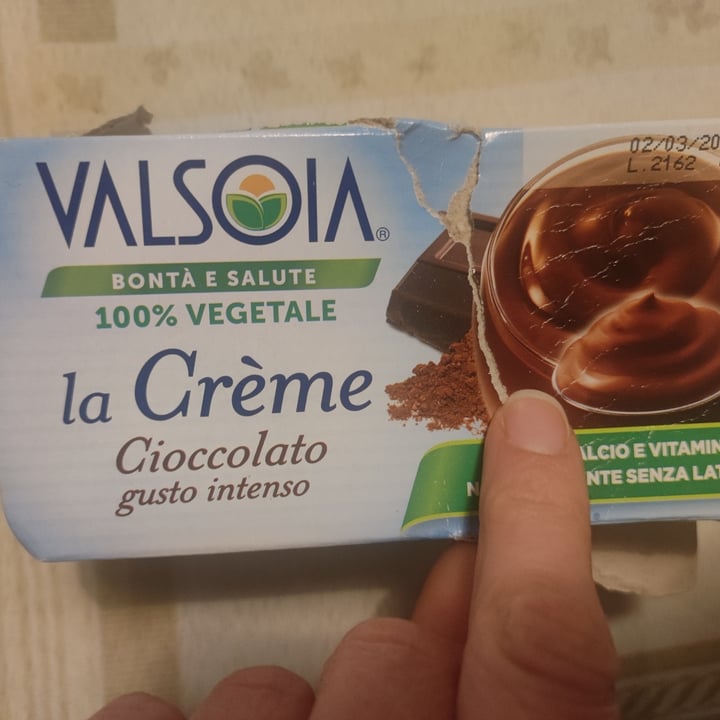 VALSOIA®
BONTÀ E SALUTE
100% VEGETALE
la Crème
Cioccolato
gusto intenso
02/03/20
L.2162
ALCIO E VITAMIN
N NTE SENZA LAT